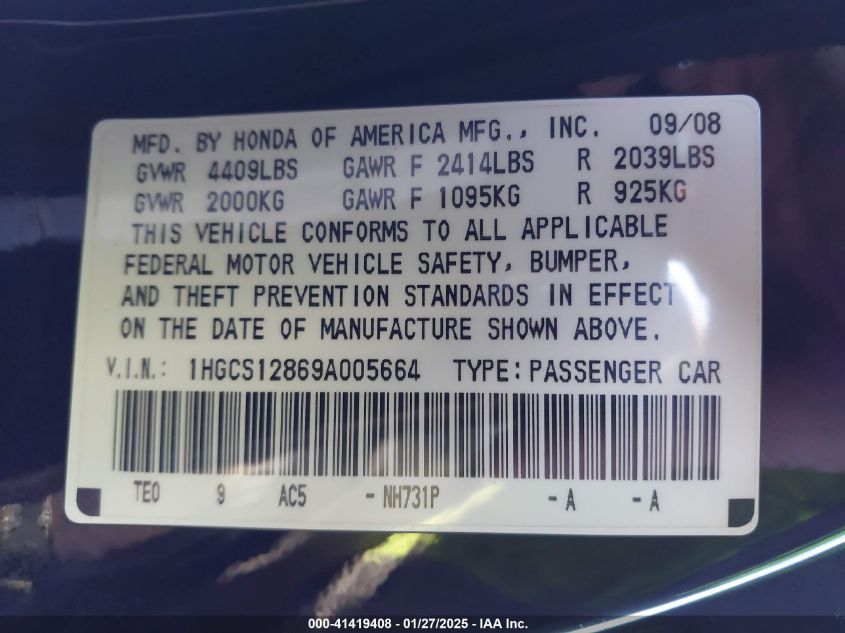 MFD. BY HONDA OF AMERICA MFG., INC. 09/08
GVWR 4409LBS GAWR F 2414LBS R 2039LBS
GVWR 2000KG GAWR F 1095KG R 925KG
THIS VEHICLE CONFORMS TO ALL APPLICABLE
FEDERAL MOTOR VEHICLE SAFETY, BUMPER,
AND THEFT PREVENTION STANDARDS IN EFFECT
ON THE DATE OF MANUFACTURE SHOWN ABOVE.
V.I.N.: 1HGCS12869A005664 TYPE: PASSENGER CAR
TE0 9 AC5 - NH731P - A - A
000-41419408 - 01/27/2025 - IAA Inc.